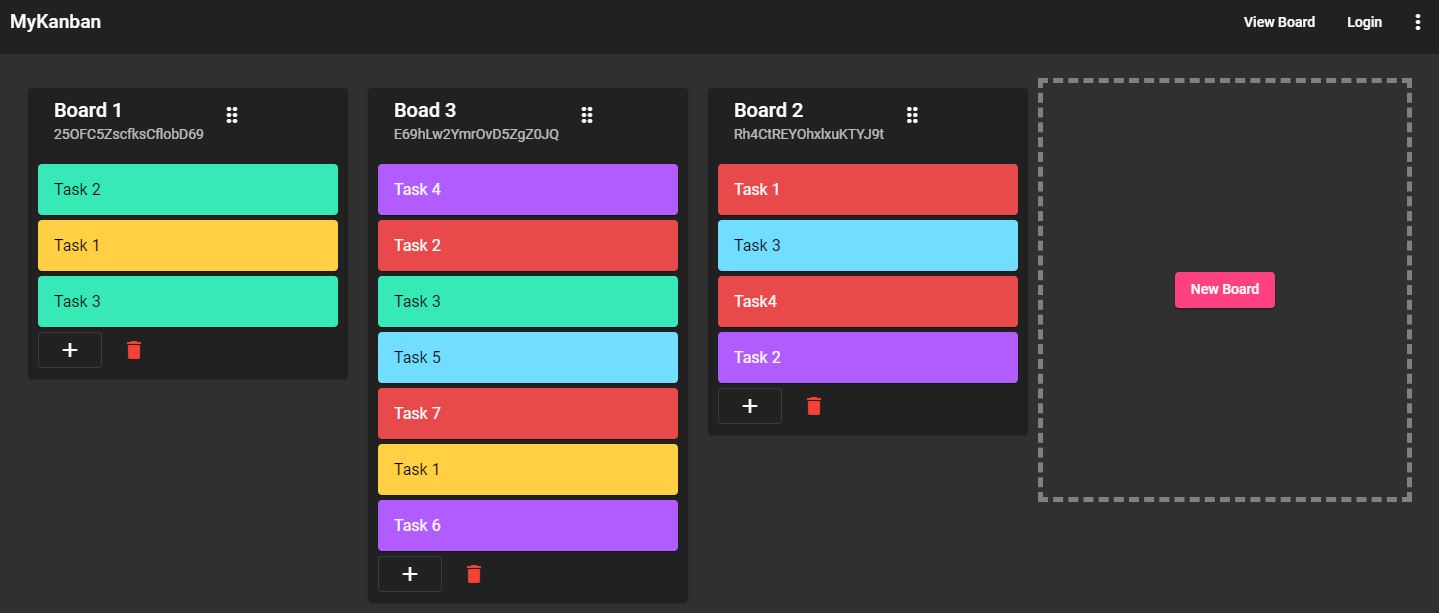 MyKanban
View Board
Login
Board 1
25OFC5ZscfksCflobD69
Task 2
Task 1
Task 3
Boad 3
E69hLw2YmrOvD5ZgZ0JQ
Task 4
Task 2
Task 3
Task 5
Task 7
Task 1
Task 6
Board 2
Rh4CtREYOhxlxuKTYJ9t
Task 1
Task 3
Task4
Task 2
New Board